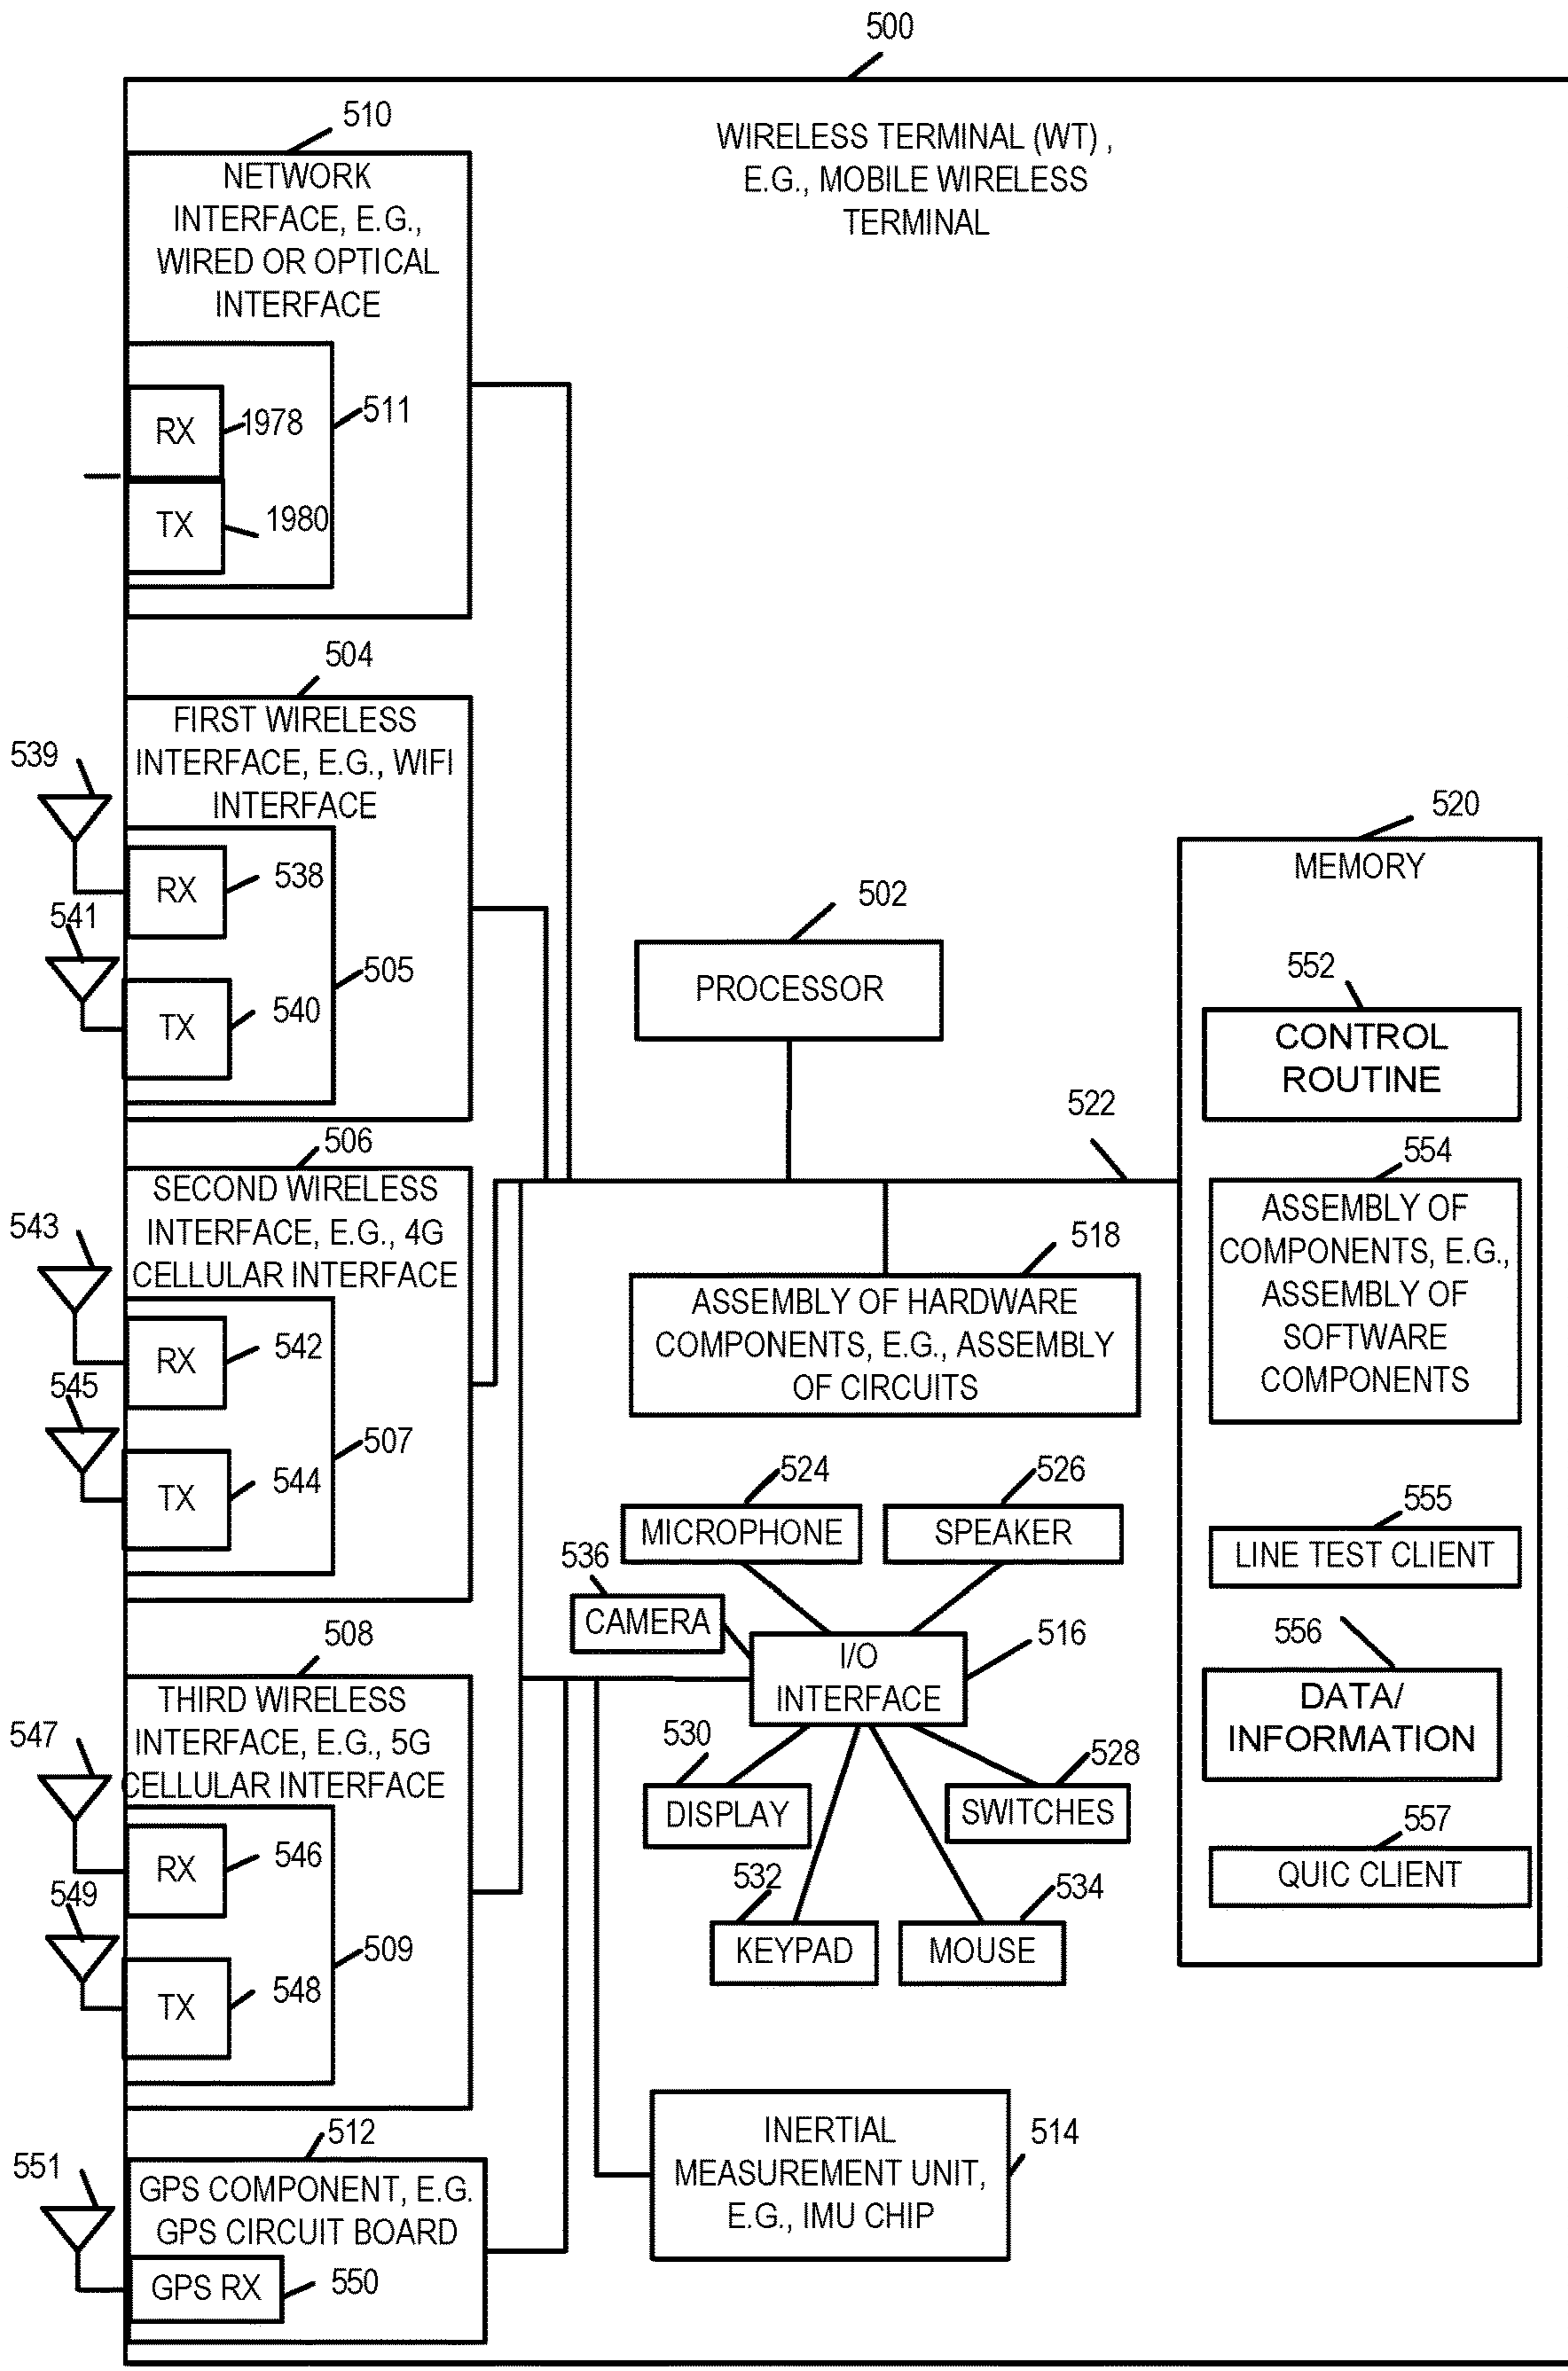 500
WIRELESS TERMINAL (WT) ,
E.G., MOBILE WIRELESS
TERMINAL
510
NETWORK
INTERFACE, E.G.,
WIRED OR OPTICAL
INTERFACE
511
RX
1978
TX
1980
504
FIRST WIRELESS
INTERFACE, E.G., WIFI
INTERFACE
539
RX
538
541
505
TX
540
506
SECOND WIRELESS
INTERFACE, E.G., 4G
CELLULAR INTERFACE
543
RX
542
545
507
TX
544
508
THIRD WIRELESS
INTERFACE, E.G., 5G
CELLULAR INTERFACE
547
RX
546
549
509
TX
548
512
GPS COMPONENT, E.G.
GPS CIRCUIT BOARD
551
GPS RX
550
502
PROCESSOR
522
518
ASSEMBLY OF HARDWARE
COMPONENTS, E.G., ASSEMBLY
OF CIRCUITS
524
MICROPHONE
526
SPEAKER
536
CAMERA
516
I/O
INTERFACE
530
DISPLAY
528
SWITCHES
532
KEYPAD
534
MOUSE
514
INERTIAL
MEASUREMENT UNIT,
E.G., IMU CHIP
520
MEMORY
552
CONTROL
ROUTINE
554
ASSEMBLY OF
COMPONENTS, E.G.,
ASSEMBLY OF
SOFTWARE
COMPONENTS
555
LINE TEST CLIENT
556
DATA/
INFORMATION
557
QUIC CLIENT